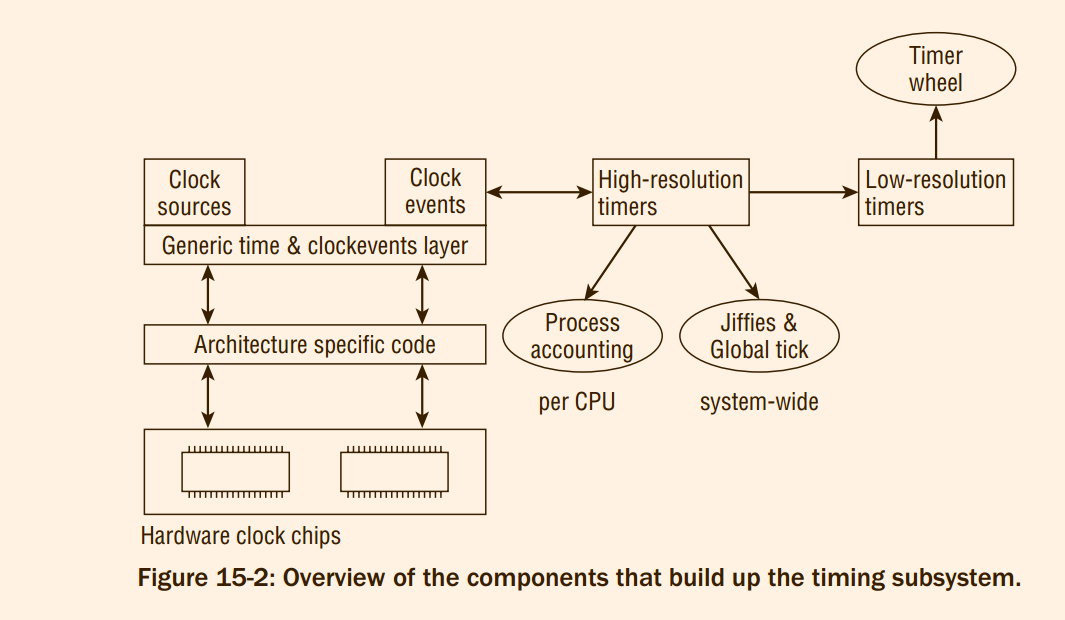 Timer
wheel
Clock
sources
Clock
events
High-resolution
timers
Low-resolution
timers
Generic time & clockevents layer
Process
accounting
Jiffies &
Global tick
Architecture specific code
per CPU
system-wide
Hardware clock chips
Figure 15-2: Overview of the components that build up the timing subsystem.